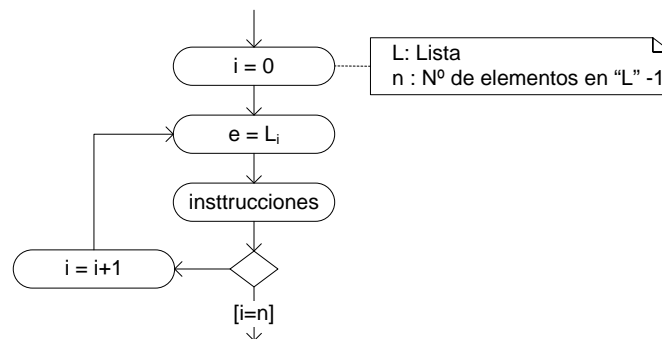 i = 0
L: Lista
n : Nº de elementos en “L” -1
e = Lᵢ
insttrucciones
i = i+1
[i=n]